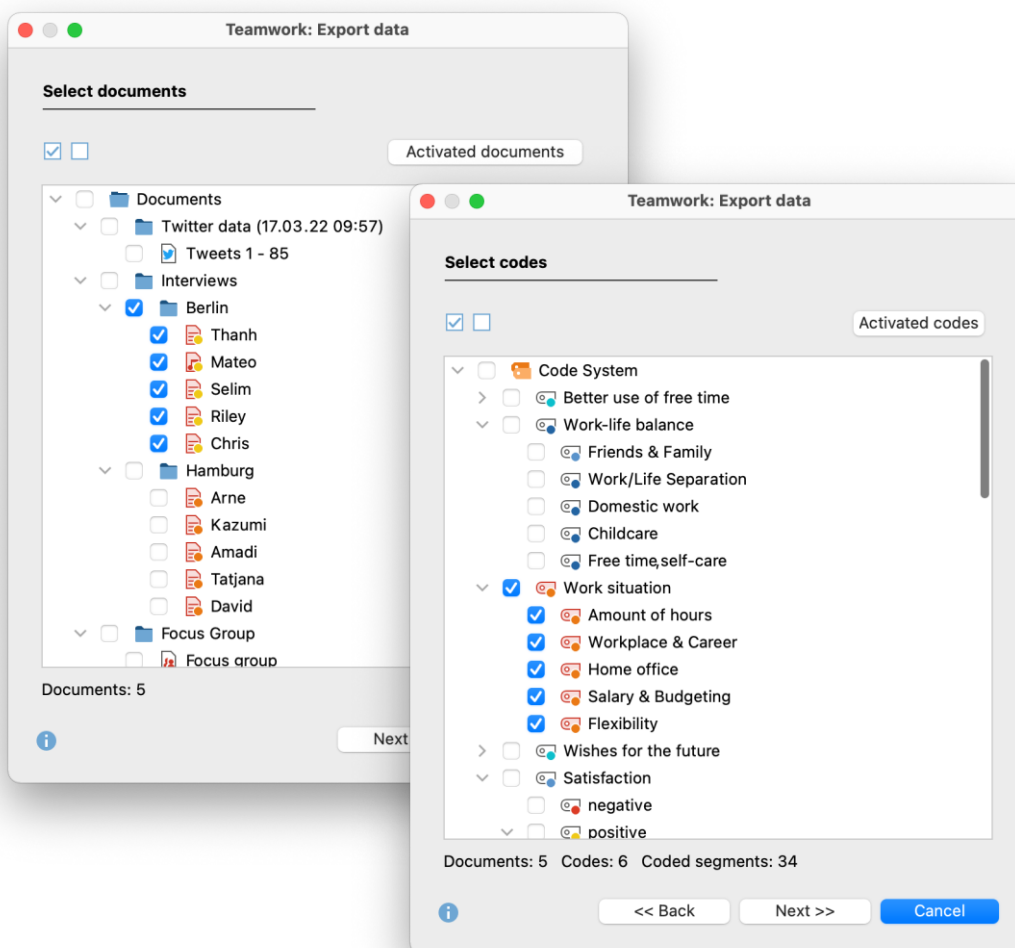 Teamwork: Export data
Select documents
Activated documents
Documents
Twitter data (17.03.22 09:57)
Tweets 1 - 85
Interviews
Berlin
Thanh
Mateo
Selim
Riley
Chris
Hamburg
Arne
Kazumi
Amadi
Tatjana
David
Focus Group
Focus group
Documents: 5
Next
Teamwork: Export data
Select codes
Activated codes
Code System
Better use of free time
Work-life balance
Friends & Family
Work/Life Separation
Domestic work
Childcare
Free time,self-care
Work situation
Amount of hours
Workplace & Career
Home office
Salary & Budgeting
Flexibility
Wishes for the future
Satisfaction
negative
positive
Documents: 5 Codes: 6 Coded segments: 34
<< Back Next >> Cancel